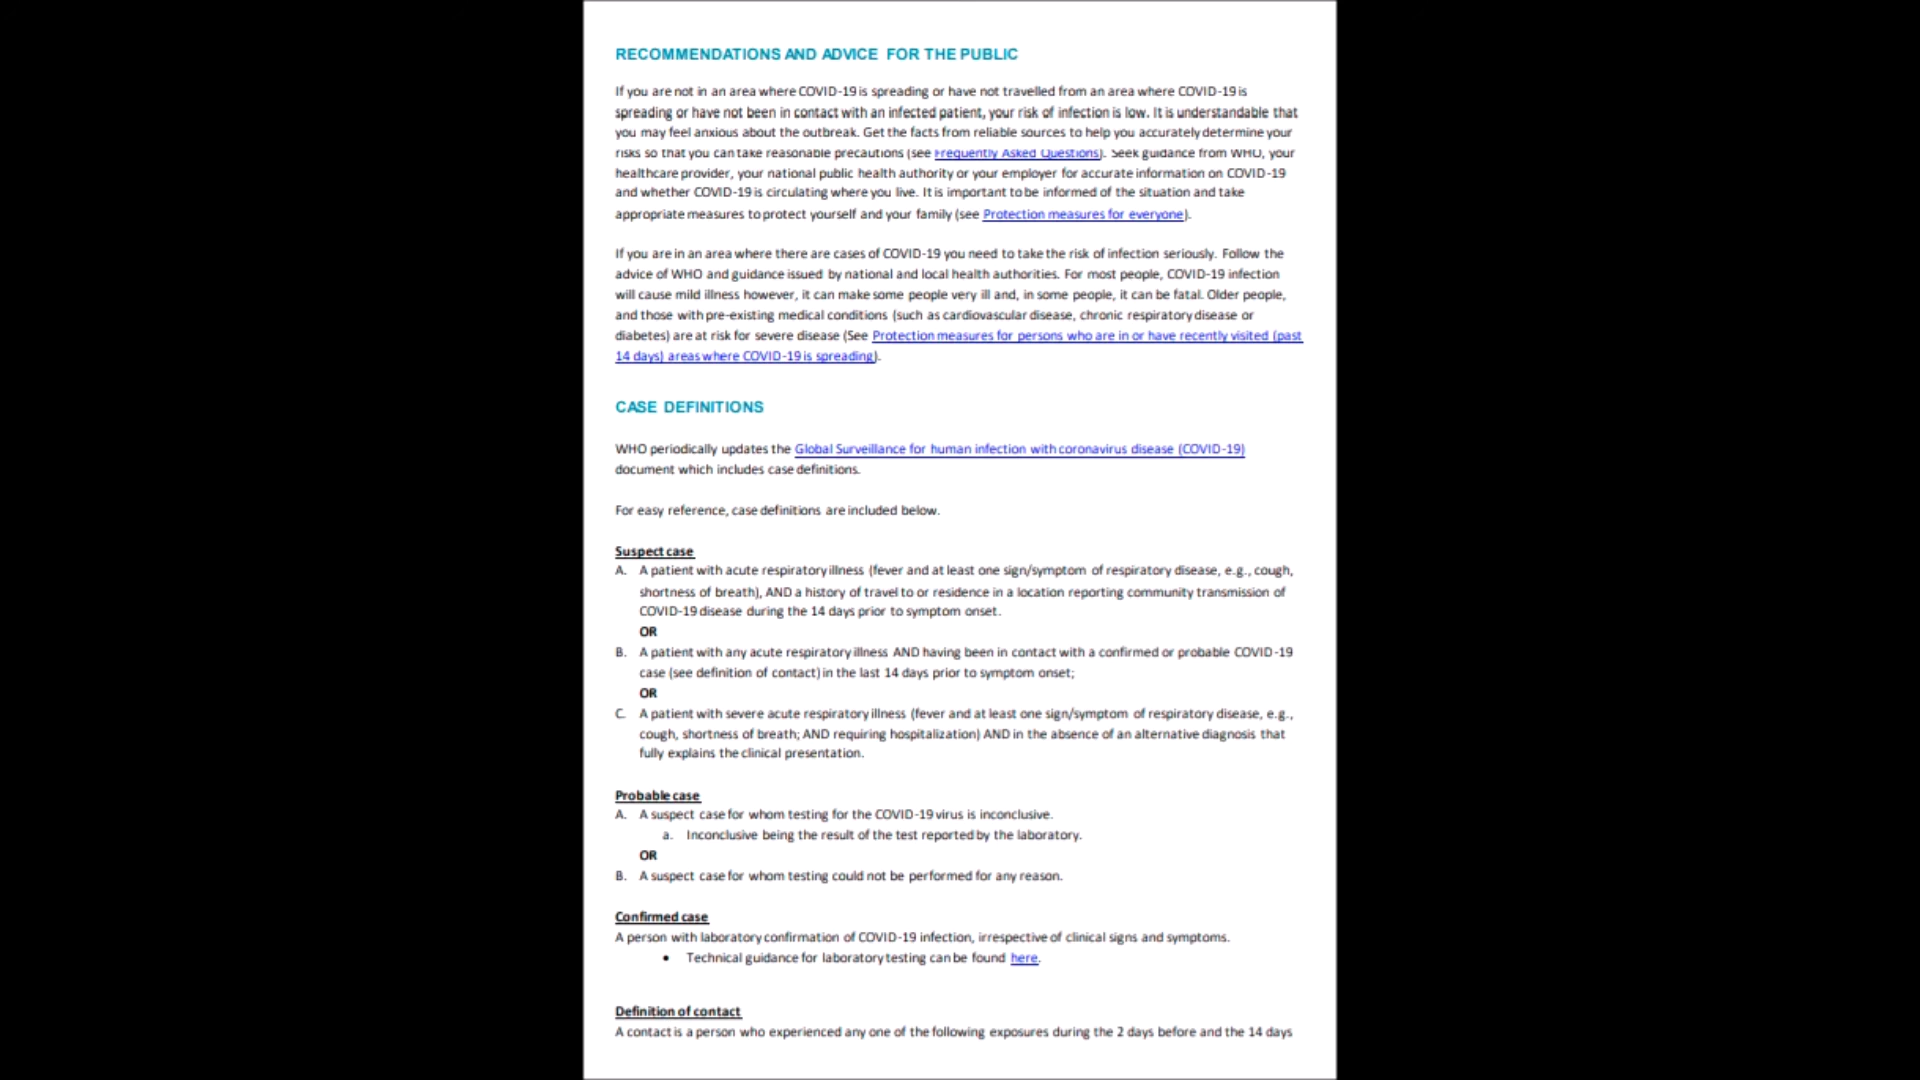 RECOMMENDATIONS AND ADVICE FOR THE PUBLIC
If you are not in an area where COVID-19 is spreading or have not travelled from an area where COVID-19 is
spreading or have not been in contact with an infected patient, your risk of infection is low. It is understandable that
you may feel anxious about the outbreak. Get the facts from reliable sources to help you accurately determine your
risks so that you can take reasonable precautions (see Frequently Asked Questions). Seek guidance from WHO, your
healthcare provider, your national public health authority or your employer for accurate information on COVID-19
and whether COVID-19 is circulating where you live. It is important to be informed of the situation and take
appropriate measures to protect yourself and your family (see Protection measures for everyone).
If you are in an area where there are cases of COVID-19 you need to take the risk of infection seriously. Follow the
advice of WHO and guidance issued by national and local health authorities. For most people, COVID-19 infection
will cause mild illness however, it can make some people very ill and, in some people, it can be fatal. Older people,
and those with pre-existing medical conditions (such as cardiovascular disease, chronic respiratory disease or
diabetes) are at risk for severe disease (See Protection measures for persons who are in or have recently visited (past
14 days) areas where COVID-19 is spreading).
CASE DEFINITIONS
WHO periodically updates the Global Surveillance for human infection with coronavirus disease (COVID-19)
document which includes case definitions.
For easy reference, case definitions are included below.
Suspect case
A. A patient with acute respiratory illness (fever and at least one sign/symptom of respiratory disease, e.g., cough,
shortness of breath), AND a history of travel to or residence in a location reporting community transmission of
COVID-19 disease during the 14 days prior to symptom onset.
OR
B. A patient with any acute respiratory illness AND having been in contact with a confirmed or probable COVID-19
case (see definition of contact) in the last 14 days prior to symptom onset;
OR
C. A patient with severe acute respiratory illness (fever and at least one sign/symptom of respiratory disease, e.g.,
cough, shortness of breath; AND requiring hospitalization) AND in the absence of an alternative diagnosis that
fully explains the clinical presentation.
Probable case
A. A suspect case for whom testing for the COVID-19 virus is inconclusive.
a. Inconclusive being the result of the test reported by the laboratory.
OR
B. A suspect case for whom testing could not be performed for any reason.
Confirmed case
A person with laboratory confirmation of COVID-19 infection, irrespective of clinical signs and symptoms.
• Technical guidance for laboratory testing can be found here.
Definition of contact
A contact is a person who experienced any one of the following exposures during the 2 days before and the 14 days